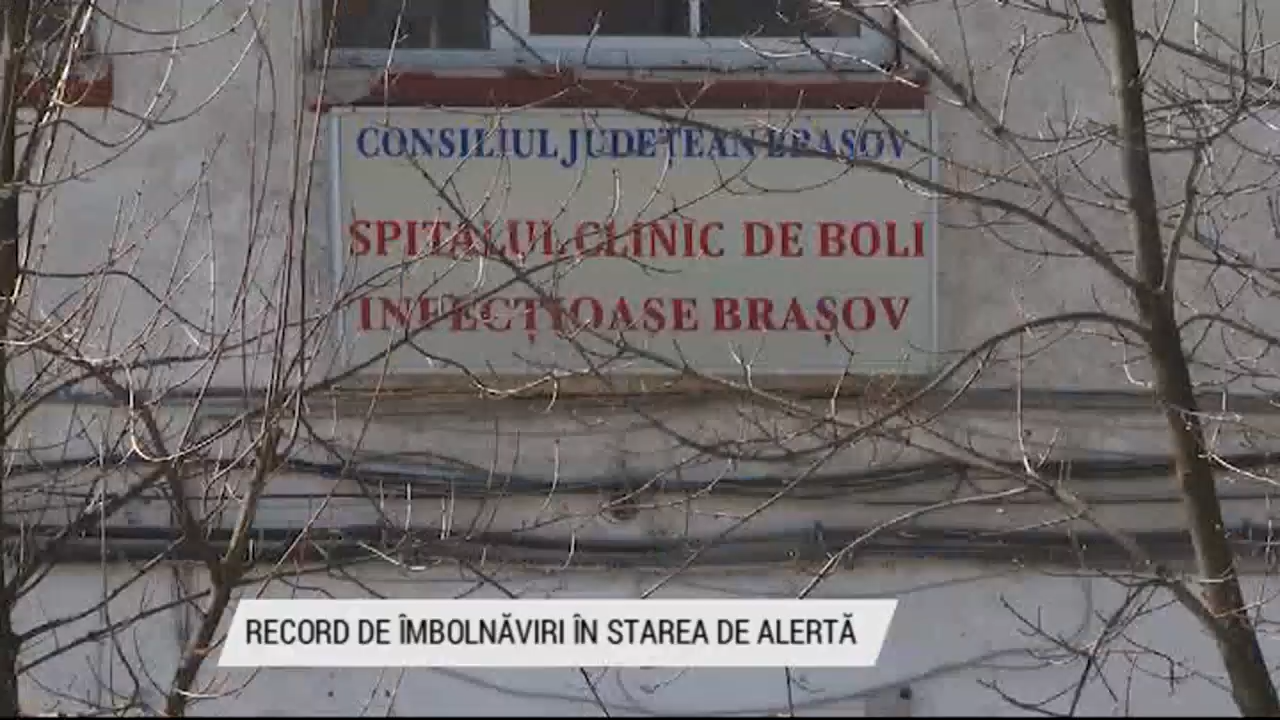 CONSILIUL JUDEȚEAN BRAȘOV
SPITALUL CLINIC DE BOLI
INFECȚIOASE BRAȘOV
RECORD DE ÎMBOLNĂVIRI ÎN STAREA DE ALERTĂ